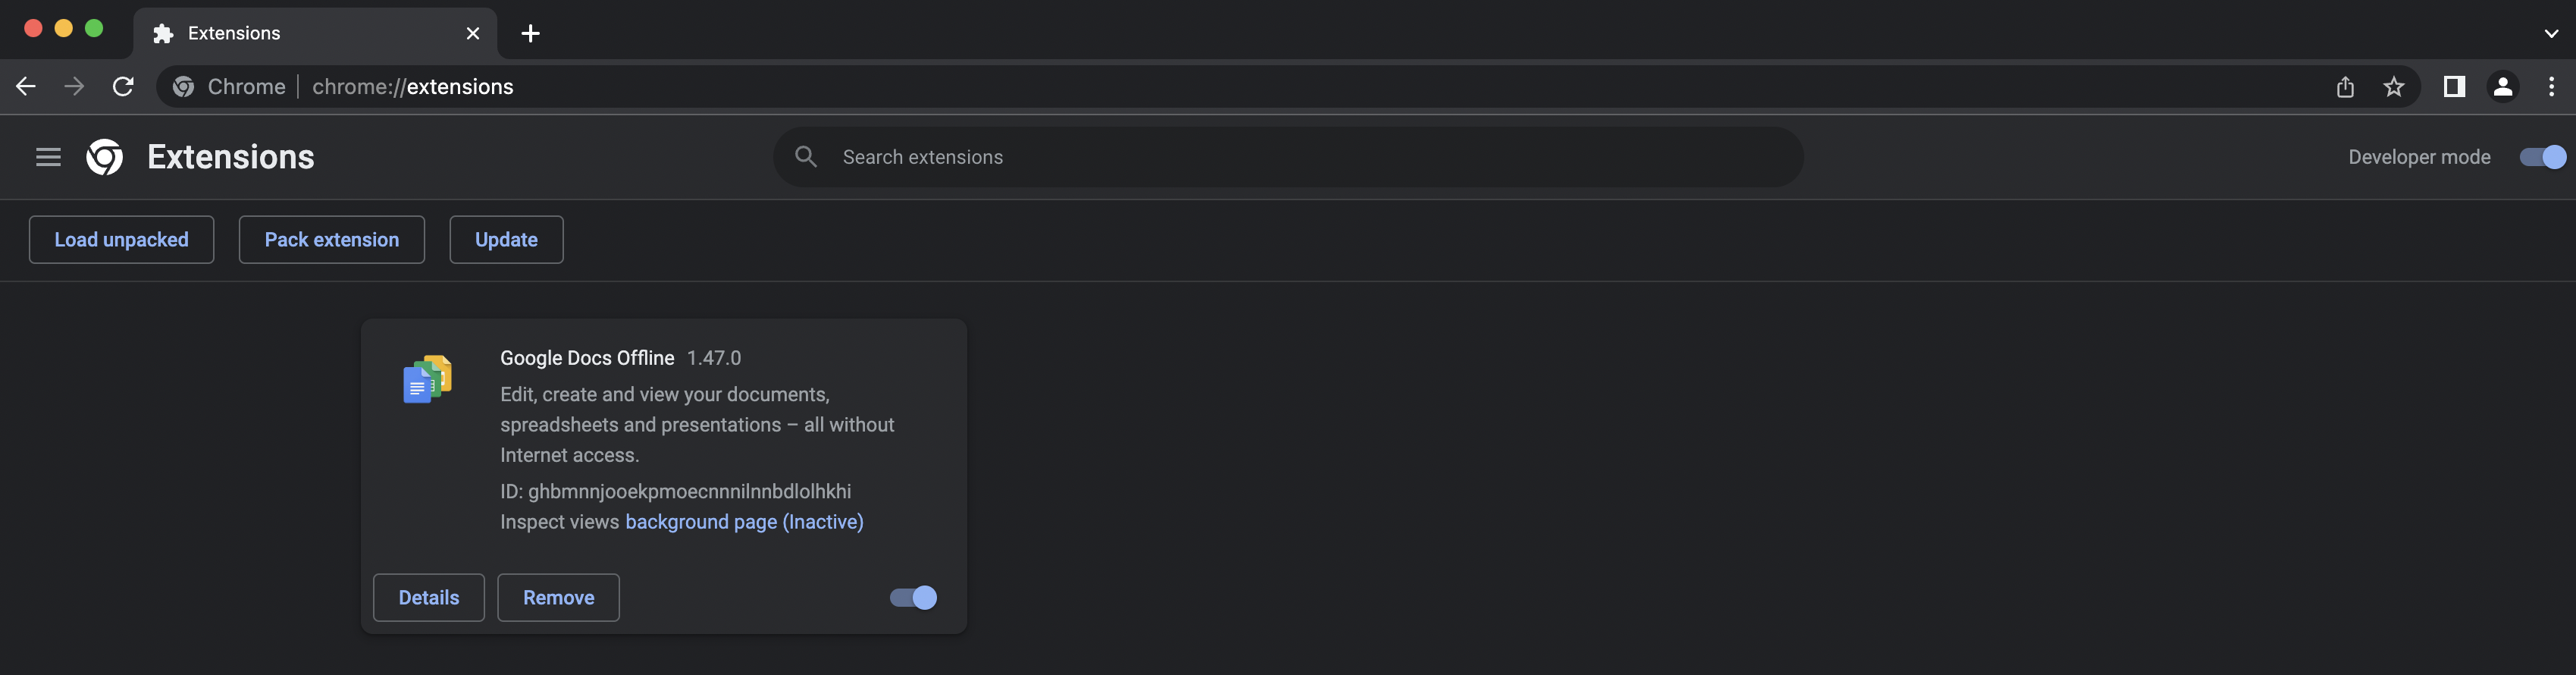 Extensions
Chrome | chrome://extensions
Extensions
Search extensions
Developer mode
Load unpacked
Pack extension
Update
Google Docs Offline 1.47.0
Edit, create and view your documents,
spreadsheets and presentations – all without
Internet access.
ID: ghbmnnjooekpmoecnnnilnnbdlolhkhi
Inspect views background page (Inactive)
Details
Remove